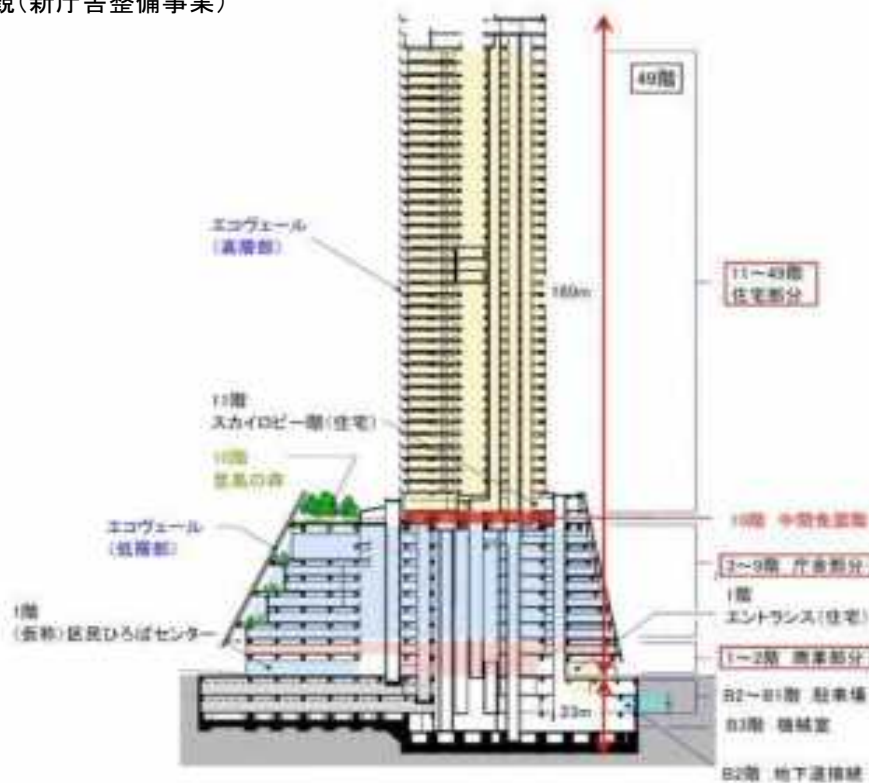 観(新庁舎整備事業)
49階
エコヴェール
(高層部)
11~49階
住宅部分
189m
11階
スカイロビー階(住宅)
10階
豊島の森
エコヴェール
(低層部)
10階 中間免震階
3~9階 庁舎部分
1階
エントランス(住宅)
1階
(仮称)区民ひろばセンター
1~2階 商業部分
B2~B1階 駐車場
23m
B3階 機械室
B2階 地下道接続